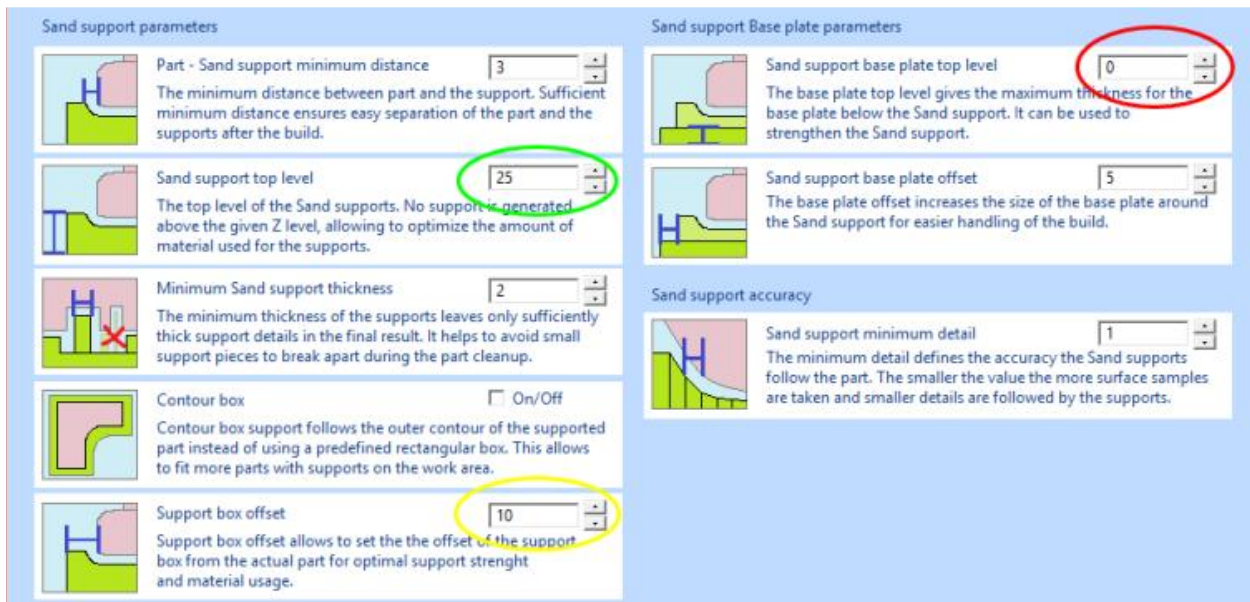 Sand support parameters
Part - Sand support minimum distance 3
The minimum distance between part and the support. Sufficient
minimum distance ensures easy separation of the part and the
supports after the build.
Sand support top level 25
The top level of the Sand supports. No support is generated
above the given Z level, allowing to optimize the amount of
material used for the supports.
Minimum Sand support thickness 2
The minimum thickness of the supports leaves only sufficiently
thick support details in the final result. It helps to avoid small
support pieces to break apart during the part cleanup.
Contour box On/Off
Contour box support follows the outer contour of the supported
part instead of using a predefined rectangular box. This allows
to fit more parts with supports on the work area.
Support box offset 10
Support box offset allows to set the the offset of the support
box from the actual part for optimal support strenght
and material usage.
Sand support Base plate parameters
Sand support base plate top level 0
The base plate top level gives the maximum thickness for the
base plate below the Sand support. It can be used to
strengthen the Sand support.
Sand support base plate offset 5
The base plate offset increases the size of the base plate around
the Sand support for easier handling of the build.
Sand support accuracy
Sand support minimum detail 1
The minimum detail defines the accuracy the Sand supports
follow the part. The smaller the value the more surface samples
are taken and smaller details are followed by the supports.